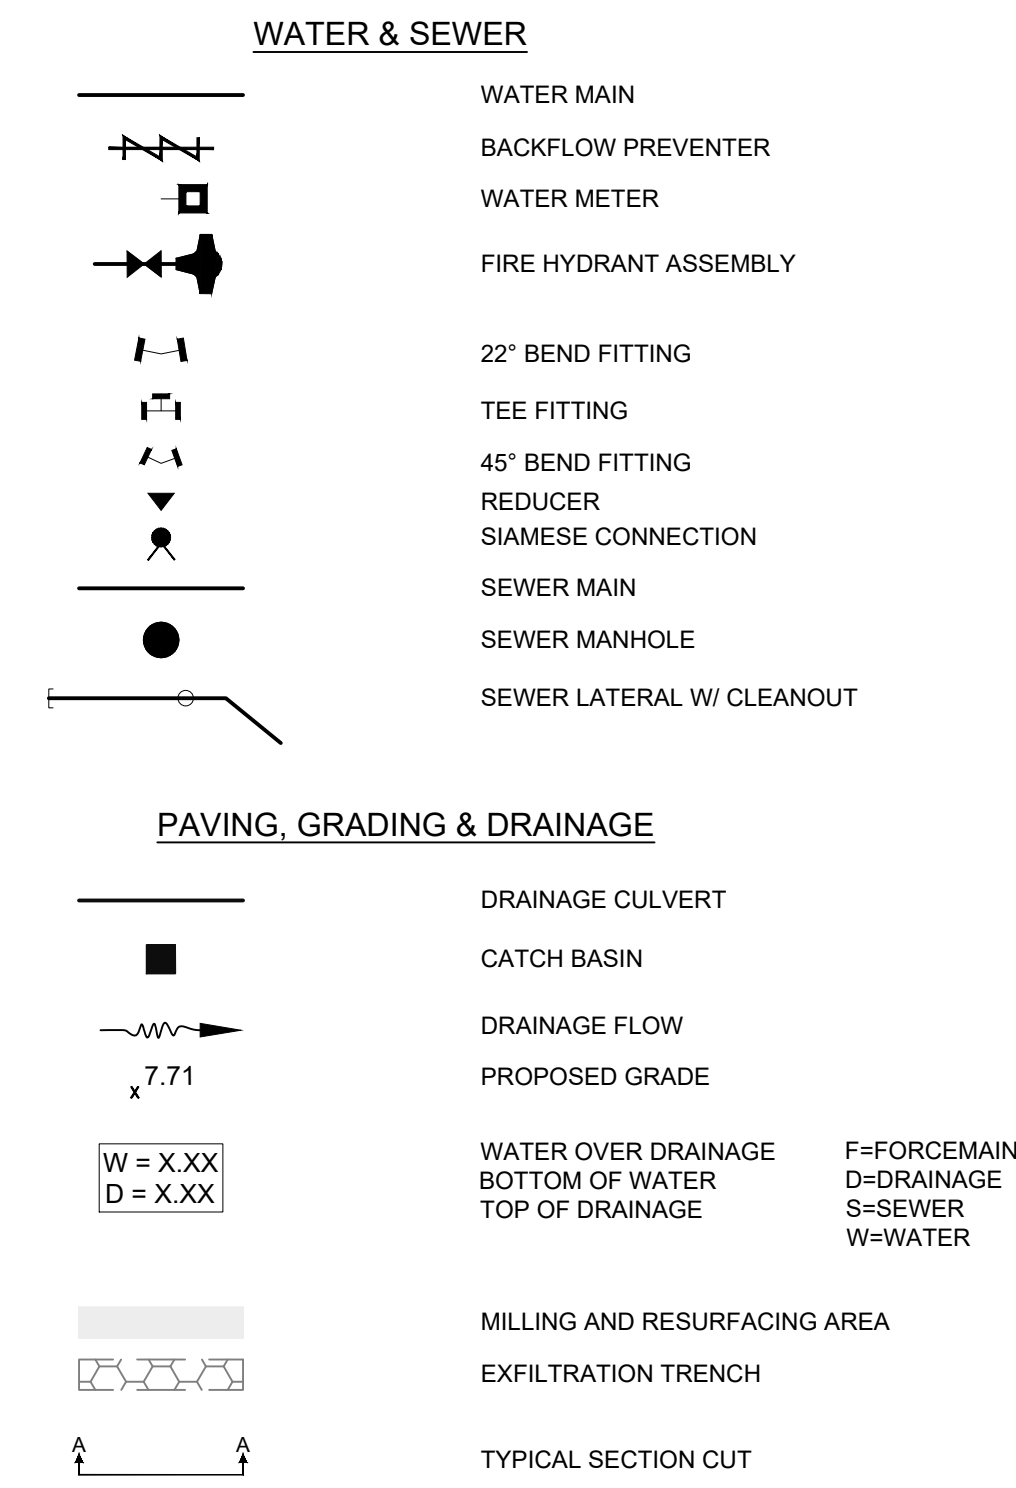 WATER & SEWER
WATER MAIN
BACKFLOW PREVENTER
WATER METER
FIRE HYDRANT ASSEMBLY
22° BEND FITTING
TEE FITTING
45° BEND FITTING
REDUCER
SIAMESE CONNECTION
SEWER MAIN
SEWER MANHOLE
SEWER LATERAL W/ CLEANOUT
PAVING, GRADING & DRAINAGE
DRAINAGE CULVERT
CATCH BASIN
DRAINAGE FLOW
x 7.71 PROPOSED GRADE
W = X.XX
D = X.XX
WATER OVER DRAINAGE
BOTTOM OF WATER
TOP OF DRAINAGE
F=FORCEMAIN
D=DRAINAGE
S=SEWER
W=WATER
MILLING AND RESURFACING AREA
EXFILTRATION TRENCH
A A TYPICAL SECTION CUT